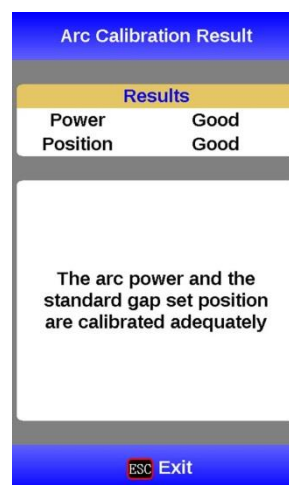 Arc Calibration Result
Results
Power Good
Position Good
The arc power and the
standard gap set position
are calibrated adequately
ESC Exit